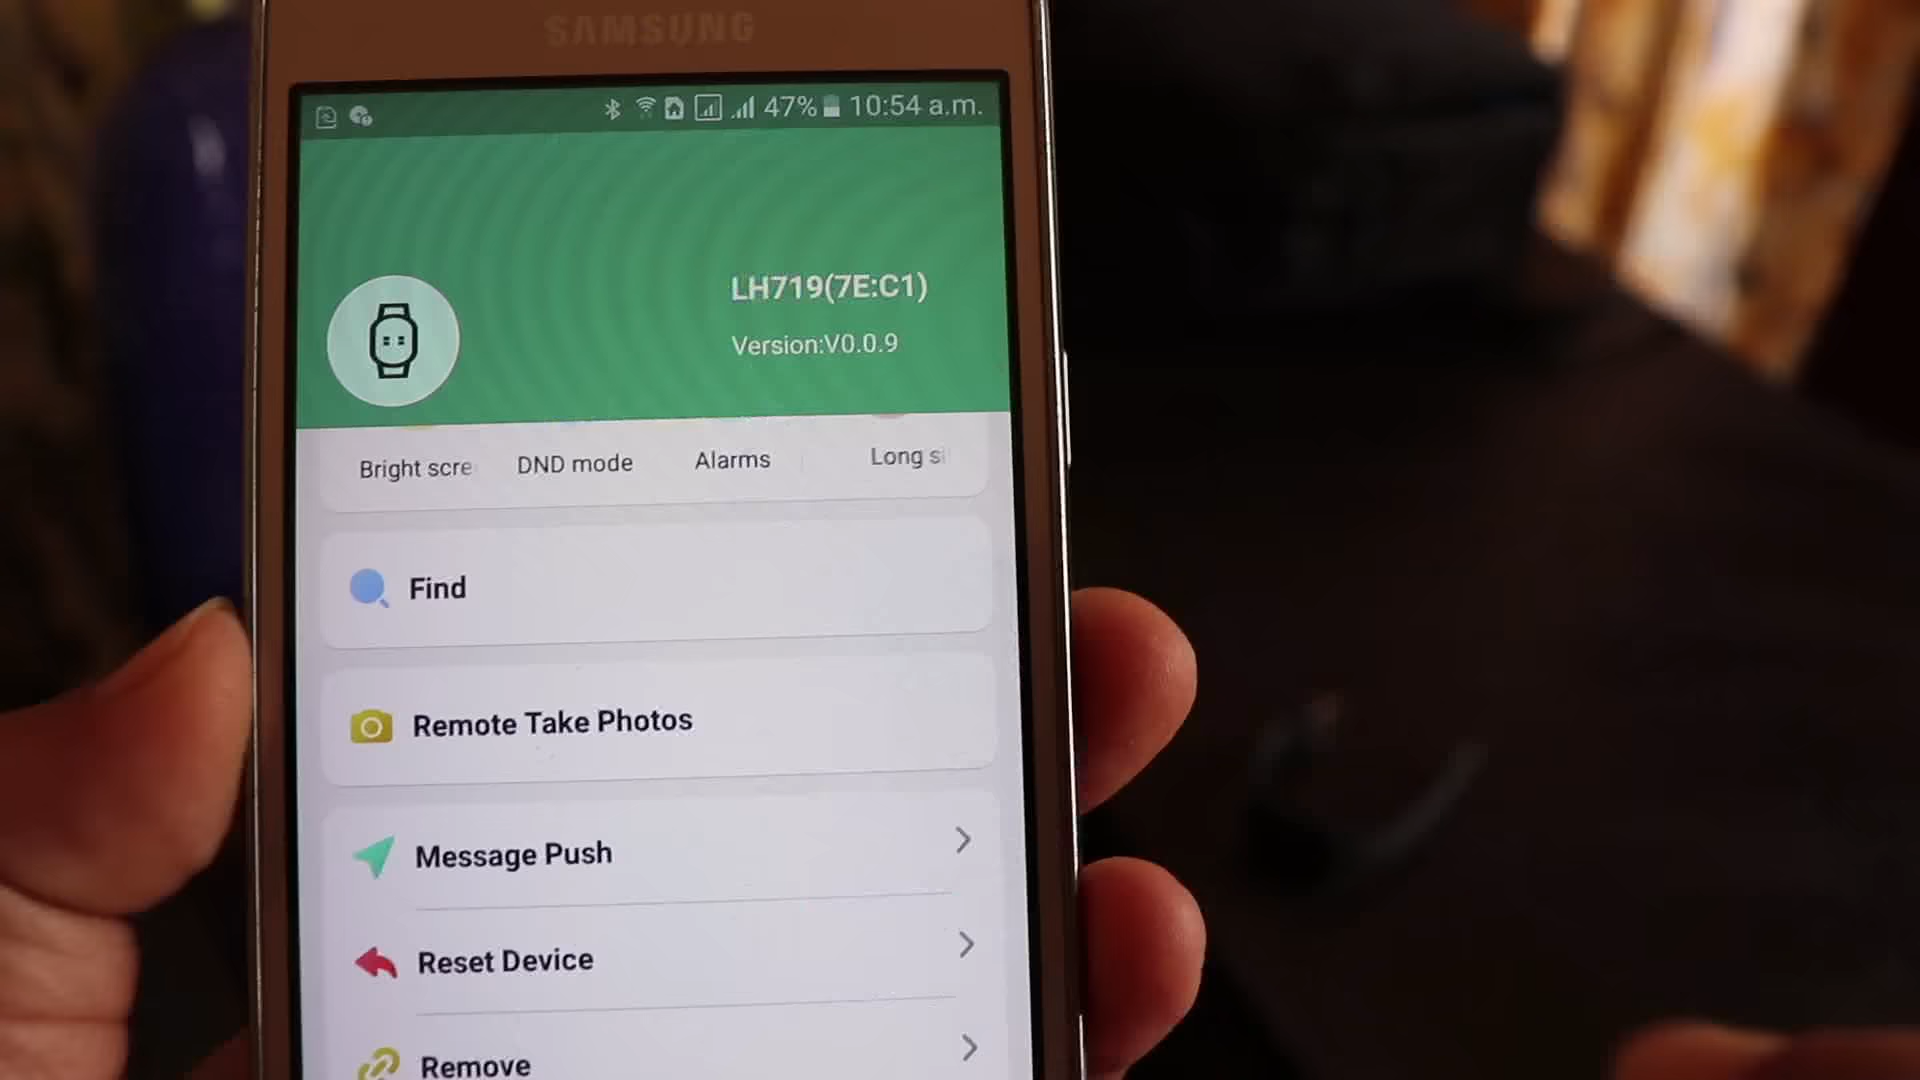 SAMSUNG
47% 10:54 a.m.
LH719(7E:C1)
Version:V0.0.9
Bright scre DND mode Alarms Long s
Find
Remote Take Photos
Message Push
Reset Device
Remove